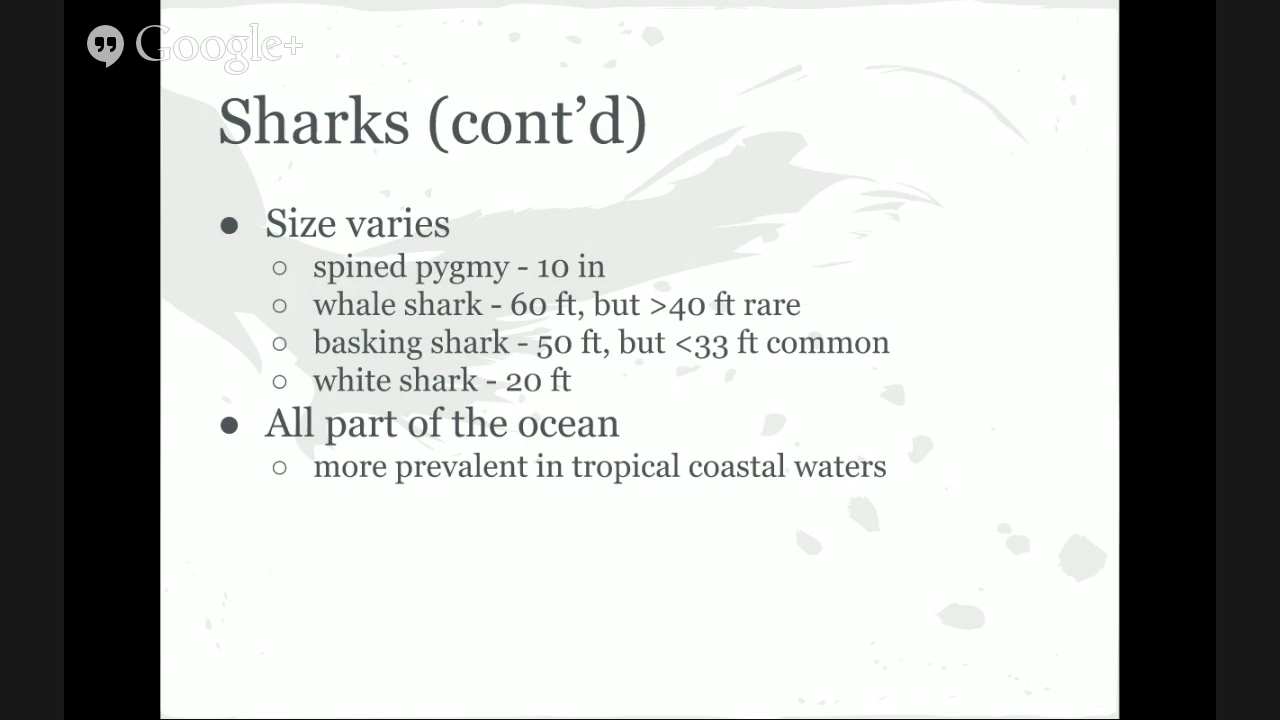 Google+
Sharks (cont’d)
● Size varies
○ spined pygmy - 10 in
○ whale shark - 60 ft, but >40 ft rare
○ basking shark - 50 ft, but <33 ft common
○ white shark - 20 ft
● All part of the ocean
○ more prevalent in tropical coastal waters